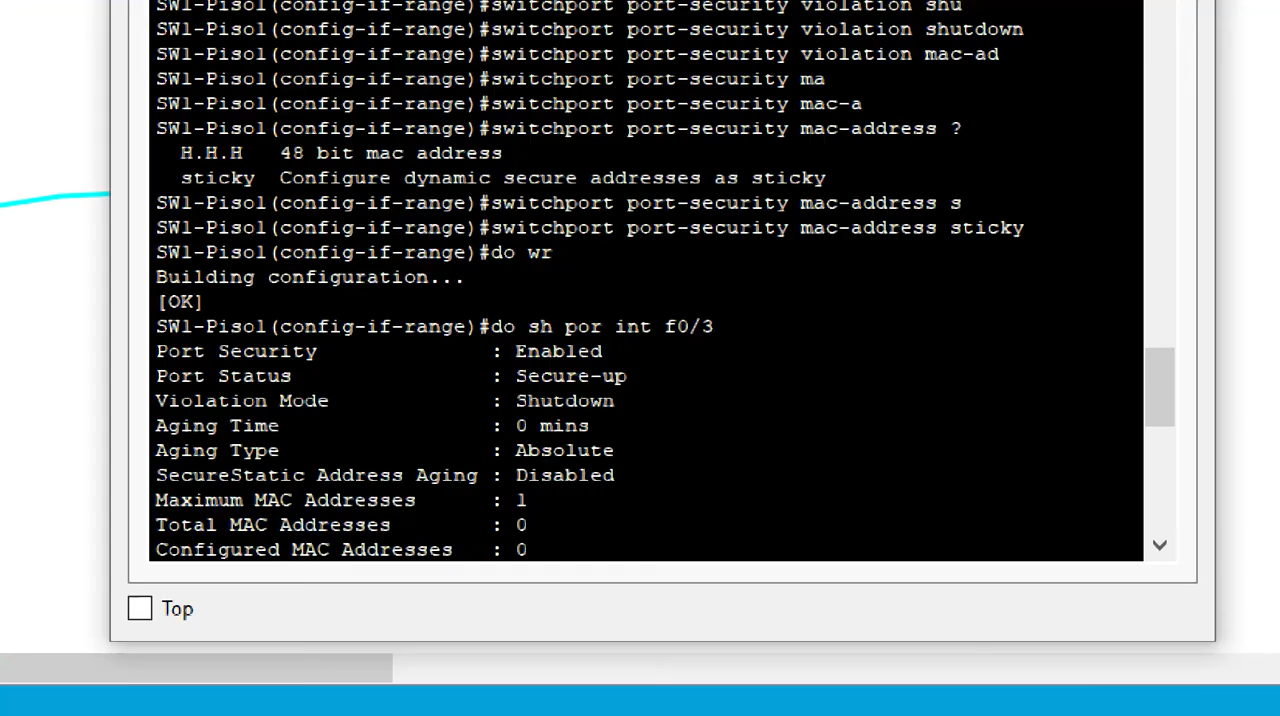 SW1-Pisol(config-if-range)#switchport port-security violation shu
SW1-Pisol(config-if-range)#switchport port-security violation shutdown
SW1-Pisol(config-if-range)#switchport port-security violation mac-ad
SW1-Pisol(config-if-range)#switchport port-security ma
SW1-Pisol(config-if-range)#switchport port-security mac-a
SW1-Pisol(config-if-range)#switchport port-security mac-address ?
  H.H.H   48 bit mac address
  sticky  Configure dynamic secure addresses as sticky
SW1-Pisol(config-if-range)#switchport port-security mac-address s
SW1-Pisol(config-if-range)#switchport port-security mac-address sticky
SW1-Pisol(config-if-range)#do wr
Building configuration...
[OK]
SW1-Pisol(config-if-range)#do sh por int f0/3
Port Security              : Enabled
Port Status                : Secure-up
Violation Mode             : Shutdown
Aging Time                 : 0 mins
Aging Type                 : Absolute
SecureStatic Address Aging : Disabled
Maximum MAC Addresses      : 1
Total MAC Addresses        : 0
Configured MAC Addresses   : 0
Top